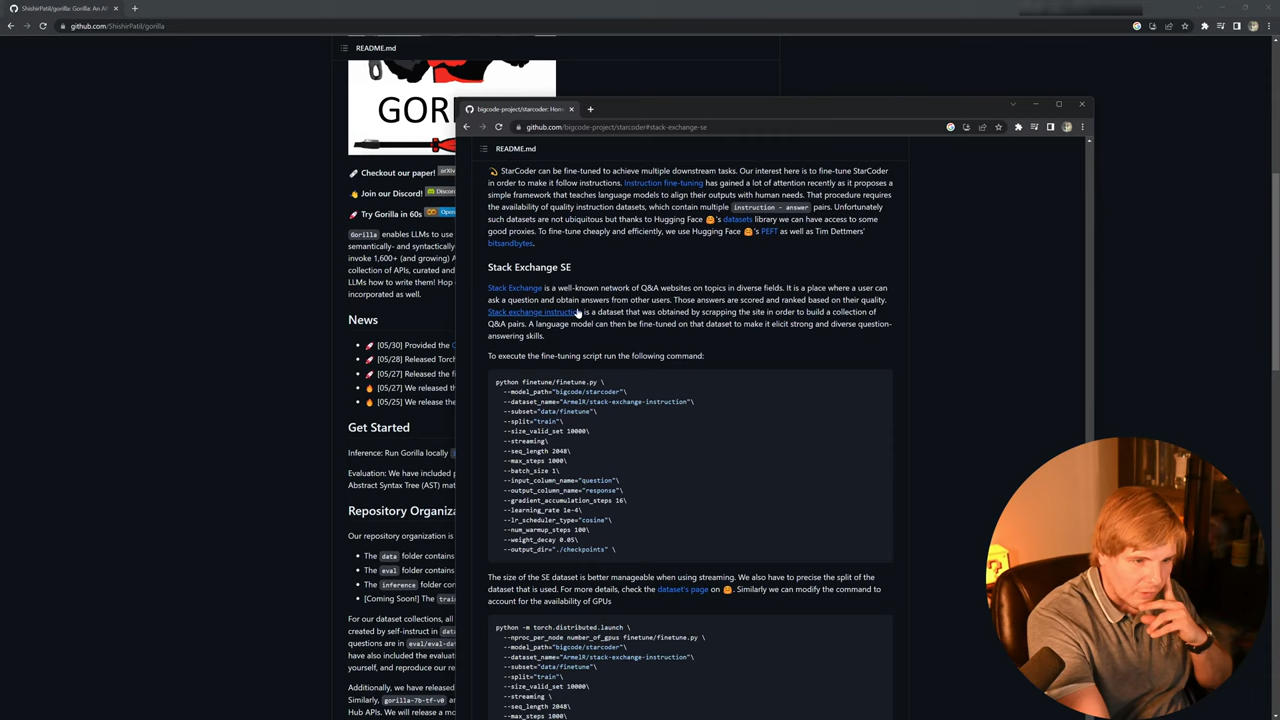 ShishirPatil/gorilla: Gorilla: An AP
github.com/ShishirPatil/gorilla
README.md
GOR
Checkout our paper! arXiv
Join our Discord! Discord
Try Gorilla in 60s Open
Gorilla enables LLMs to use
semantically- and syntactically-
invoke 1,600+ (and growing) A
collection of APIs, curated and
LLMs how to write them! Hop
incorporated as well.
News
[05/30] Provided the C
[05/28] Released Torch
[05/27] Released the fi
[05/27] We released th
[05/25] We release the
Get Started
Inference: Run Gorilla locally
Evaluation: We have included p
Abstract Syntax Tree (AST) mat
Repository Organiza
Our repository organization is
The data folder contains
The eval folder contains
The inference folder con
[Coming Soon!] The train
For our dataset collections, all
created by self-instruct in data
questions are in eval/eval-dat
have also included the evaluati
yourself, and reproduce our re
Additionally, we have released
Similarly, gorilla-7b-tf-v0 an
Hub APIs. We will release a mo
bigcode-project/starcoder: Hom
github.com/bigcode-project/starcoder#stack-exchange-se
README.md
StarCoder can be fine-tuned to achieve multiple downstream tasks. Our interest here is to fine-tune StarCoder
in order to make it follow instructions. Instruction fine-tuning has gained a lot of attention recently as it proposes a
simple framework that teaches language models to align their outputs with human needs. That procedure requires
the availability of quality instruction datasets, which contain multiple instruction - answer pairs. Unfortunately
such datasets are not ubiquitous but thanks to Hugging Face 🤗's datasets library we can have access to some
good proxies. To fine-tune cheaply and efficiently, we use Hugging Face 🤗's PEFT as well as Tim Dettmers'
bitsandbytes.
Stack Exchange SE
Stack Exchange is a well-known network of Q&A websites on topics in diverse fields. It is a place where a user can
ask a question and obtain answers from other users. Those answers are scored and ranked based on their quality.
Stack exchange instruction is a dataset that was obtained by scrapping the site in order to build a collection of
Q&A pairs. A language model can then be fine-tuned on that dataset to make it elicit strong and diverse question-
answering skills.
To execute the fine-tuning script run the following command:
python finetune/finetune.py \
--model_path="bigcode/starcoder"\
--dataset_name="ArmelR/stack-exchange-instruction"\
--subset="data/finetune"\
--split="train"\
--size_valid_set 10000\
--streaming\
--seq_length 2048\
--max_steps 1000\
--batch_size 1\
--input_column_name="question"\
--output_column_name="response"\
--gradient_accumulation_steps 16\
--learning_rate 1e-4\
--lr_scheduler_type="cosine"\
--num_warmup_steps 100\
--weight_decay 0.05\
--output_dir="./checkpoints" \
The size of the SE dataset is better manageable when using streaming. We also have to precise the split of the
dataset that is used. For more details, check the dataset's page on 🤗. Similarly we can modify the command to
account for the availability of GPUs
python -m torch.distributed.launch \
--nproc_per_node number_of_gpus finetune/finetune.py \
--model_path="bigcode/starcoder"\
--dataset_name="ArmelR/stack-exchange-instruction"\
--subset="data/finetune"\
--split="train"\
--size_valid_set 10000\
--streaming \
--seq_length 2048\
--max_steps 1000\